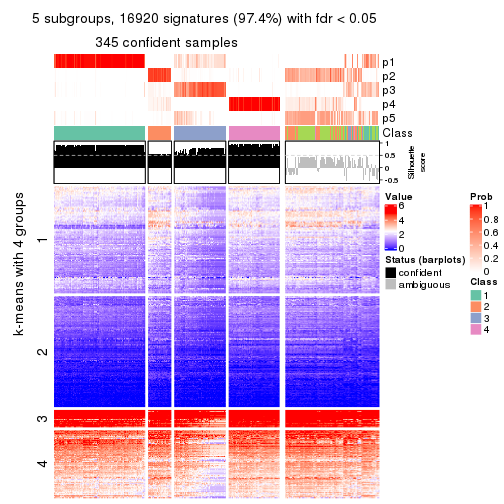 5 subgroups, 16920 signatures (97.4%) with fdr < 0.05
345 confident samples
p1
p2
p3
p4
p5
Class
1
0.5
0
-0.5
Silhouette
score
k-means with 4 groups
1
2
3
4
Value
6
4
2
0
Status (barplots)
confident
ambiguous
Prob
1
0.8
0.6
0.4
0.2
0
Class
1
2
3
4